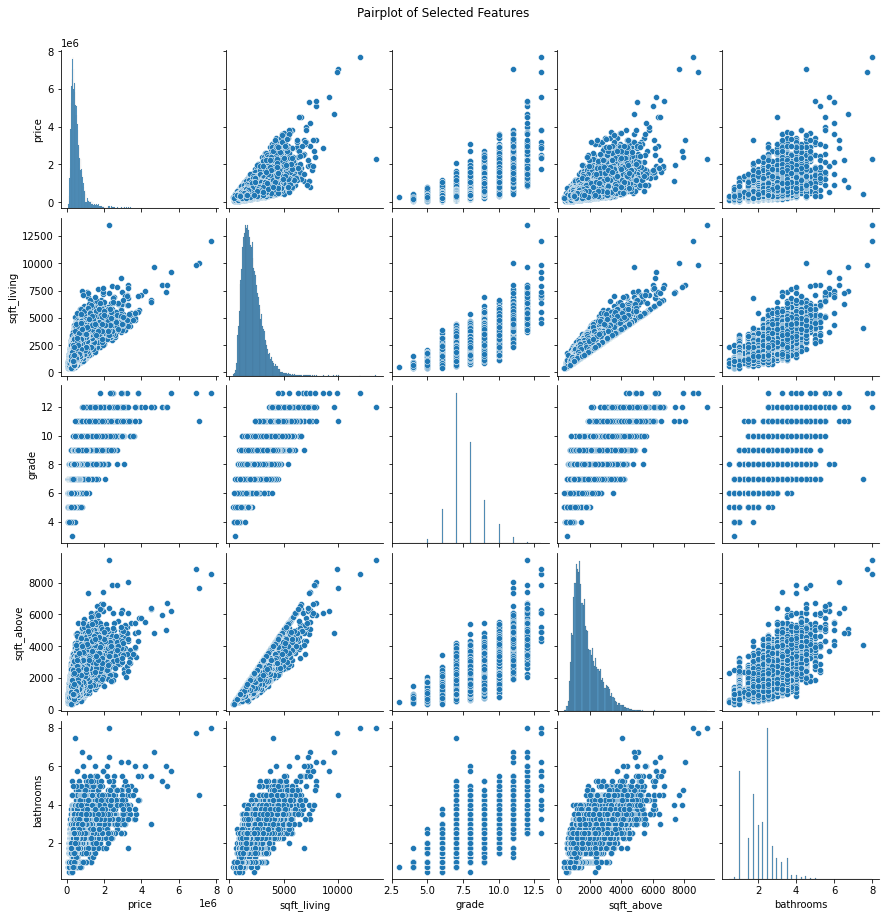 Pairplot of Selected Features
1e6
8
6
4
2
0
price
12500
10000
7500
5000
2500
0
sqft_living
12
10
8
6
4
grade
8000
6000
4000
2000
0
sqft_above
8
6
4
2
bathrooms
0 2 4 6 8 0 5000 10000 2.5 5.0 7.5 10.0 12.5 0 2000 4000 6000 8000 2 4 6 8
1e6
price sqft_living grade sqft_above bathrooms